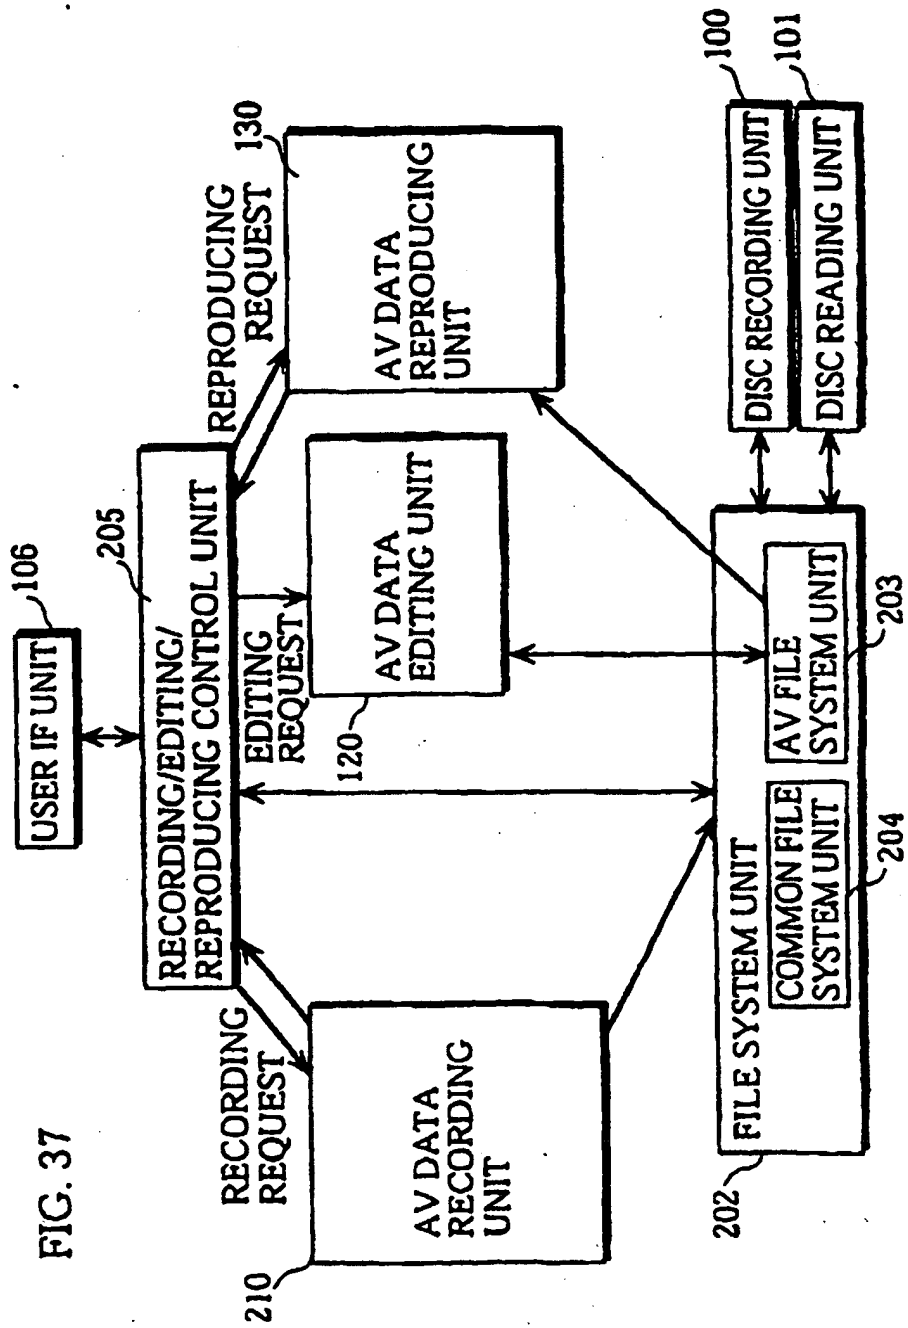 FIG. 37
USER IF UNIT
106
205
RECORDING/EDITING/
REPRODUCING CONTROL UNIT
RECORDING
REQUEST
EDITING
REQUEST
REPRODUCING
REQUEST
210
AV DATA
RECORDING
UNIT
120
AV DATA
EDITING UNIT
130
AV DATA
REPRODUCING
UNIT
202
FILE SYSTEM UNIT
COMMON FILE
SYSTEM UNIT
204
AV FILE
SYSTEM UNIT
203
DISC RECORDING UNIT
100
DISC READING UNIT
101